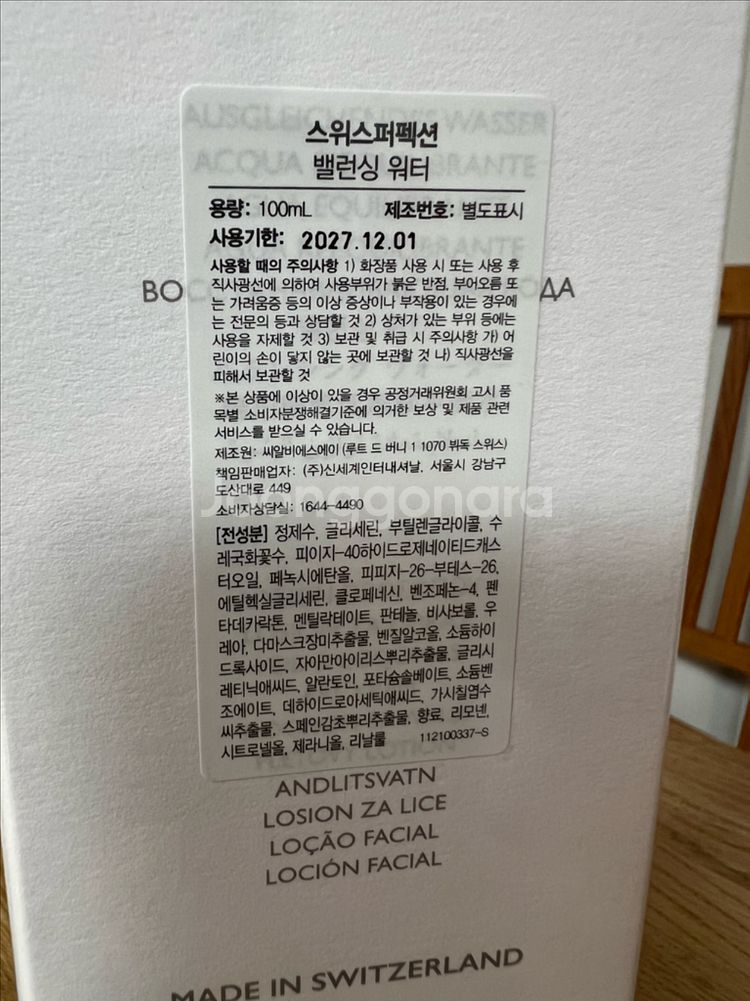 AUSGLEICHENDES WASSER
스위스퍼펙션
ACQUA BRANTE
밸런싱 워터
용량: 100mL 제조번호: 별도표시
사용기한: 2027.12.01
사용할 때의 주의사항 1) 화장품 사용 시 또는 사용 후
직사광선에 의하여 사용부위가 붉은 반점, 부어오름 또
ВО ДА
는 가려움증 등의 이상 증상이나 부작용이 있는 경우에
는 전문의 등과 상담할 것 2) 상처가 있는 부위 등에는
사용을 자제할 것 3) 보관 및 취급 시 주의사항 가) 어
린이의 손이 닿지 않는 곳에 보관할 것 나) 직사광선을
피해서 보관할 것
※본 상품에 이상이 있을 경우 공정거래위원회 고시 품
목별 소비자분쟁해결기준에 의거한 보상 및 제품 관련
서비스를 받으실 수 있습니다.
제조원: 씨알비에스에이 (루트 드 버니 1 1070 뷔독 스위스)
책임판매업자: (주)신세계인터내셔날, 서울시 강남구
도산대로 449
Joonggonara
소비자상담실: 1644-4490
[전성분] 정제수, 글리세린, 부틸렌글라이콜, 수
레국화꽃수, 피이지-40하이드로제네이티드캐스
터오일, 페녹시에탄올, 피피지-26-부테스-26,
에틸헥실글리세린, 클로페네신, 벤조페논-4, 펜
타데카락톤, 멘틸락테이트, 판테놀, 비사보롤, 우
레아, 다마스크장미추출물, 벤질알코올, 소듐하이
드록사이드, 자아만아이리스뿌리추출물, 글리시
레티닉애씨드, 알란토인, 포타슘솔베이트, 소듐벤
조에이트, 데하이드로아세틱애씨드, 가시칠엽수
씨추출물, 스페인감초뿌리추출물, 향료, 리모넨,
시트로넬올, 제라니올, 리날룰 112100337-S
LOTION
ANDLITSVATN
LOSION ZA LICE
LOÇÃO FACIAL
LOCIÓN FACIAL
MADE IN SWITZERLAND